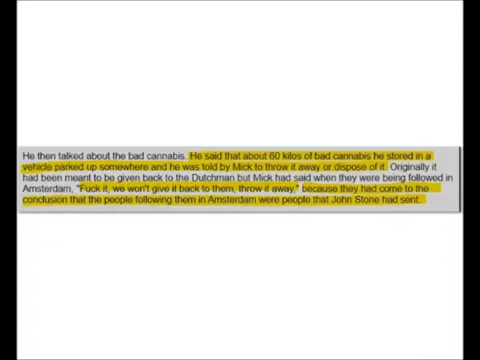 He then talked about the bad cannabis. He said that about 60 kilos of bad cannabis he stored in a
vehicle parked up somewhere and he was told by Mick to throw it away or dispose of it. Originally it
had been meant to be given back to the Dutchman but Mick had said when they were being followed in
Amsterdam, "Fuck it, we won't give it back to them, throw it away," because they had come to the
conclusion that the people following them in Amsterdam were people that John Stone had sent.